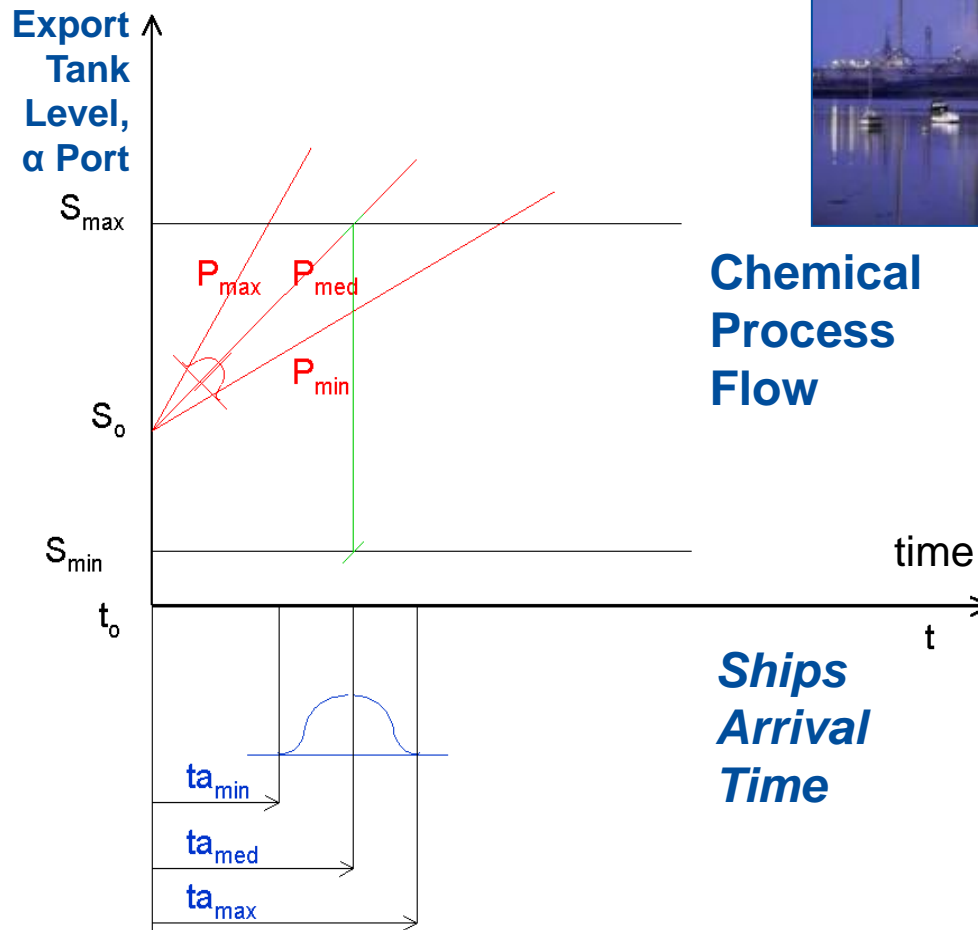 Export
Tank
Level,
α Port
Smax
Pmax Pmed
Pmin
So
Smin
Chemical
Process
Flow
time
to
t
Ships
Arrival
Time
tamin
tamed
tamax